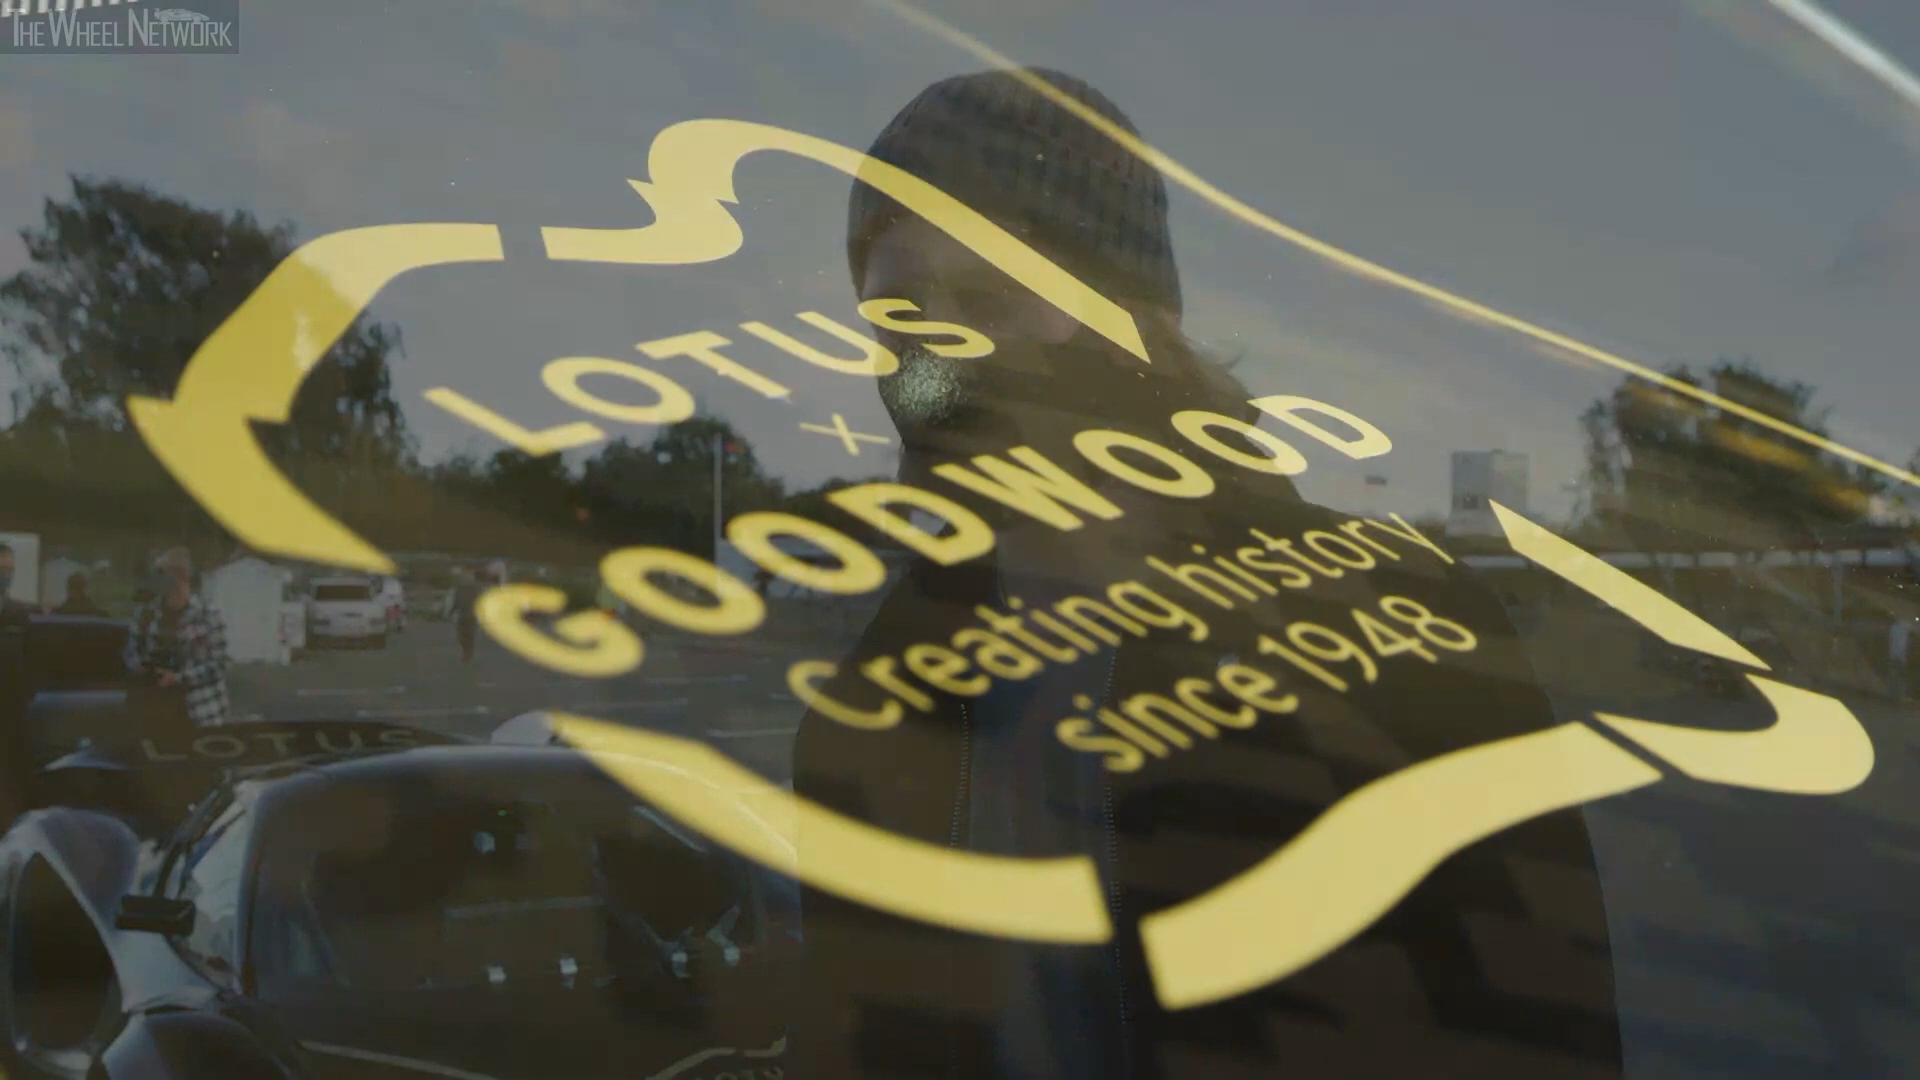 THE WHEEL NETWORK
LOTUS
×
GOODWOOD
Creating history
since 1948
LOTUS